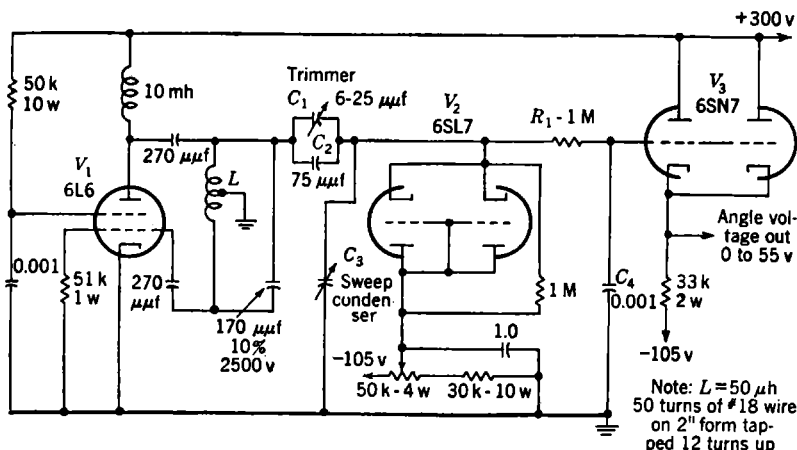 +300 v
50 k
10 w
10 mh
Trimmer
C₁
6-25 μμf
C₂
75 μμf
V₂
6SL7
R₁ - 1 M
V₃
6SN7
V₁
6L6
270 μμf
L
0.001
51 k
1 w
270
μμf
170 μμf
10%
2500 v
C₃
Sweep
conden
ser
1 M
C₄
0.001
Angle vol-
tage out
0 to 55 v
33 k
2 w
-105 v
1.0
-105 v
50 k - 4 w
30 k - 10 w
Note: L = 50 μh
50 turns of #18 wire
on 2" form tap-
ped 12 turns up